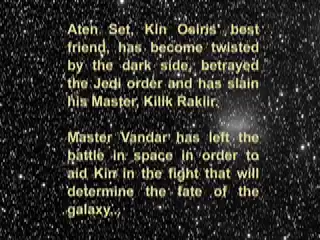 Aten Set, Kin Osiris' best
friend, has become twisted
by the dark side, betrayed
the Jedi order and has slain
his Master, Kilik Rakiir.
Master Vandar has left the
battle in space in order to
aid Kin in the fight that will
determine the fate of the
galaxy...